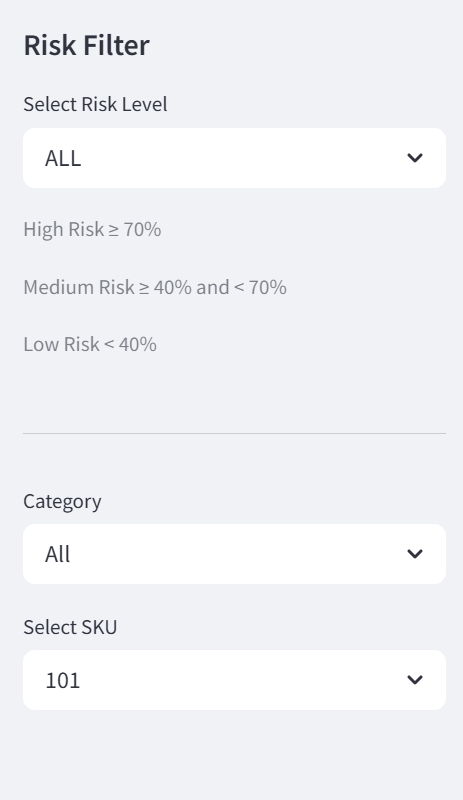 Risk Filter
Select Risk Level
ALL
High Risk ≥ 70%
Medium Risk ≥ 40% and < 70%
Low Risk < 40%
Category
All
Select SKU
101